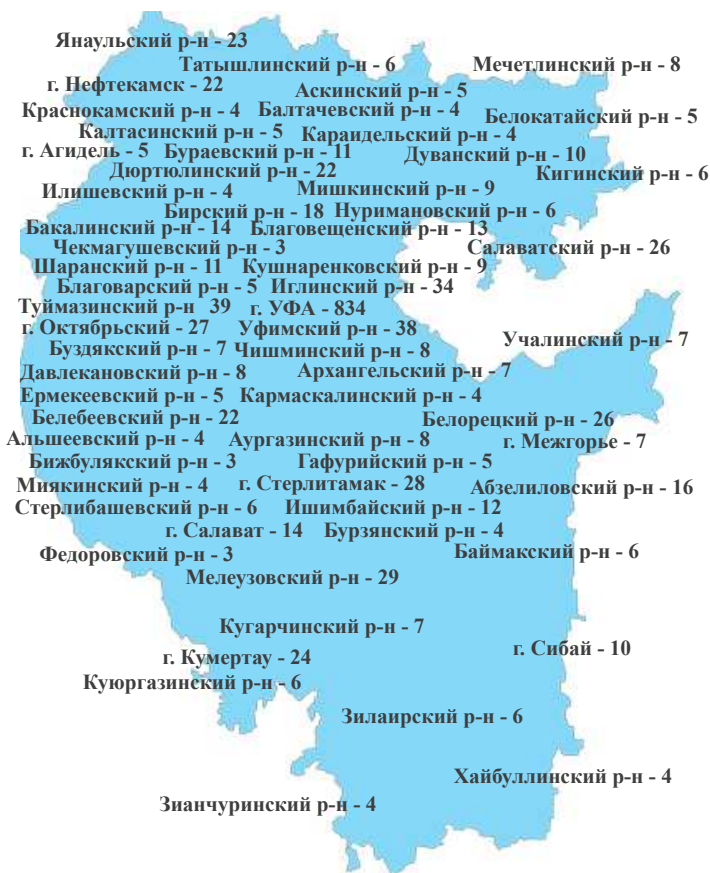 Янаульский р-н - 23
Татышлинский р-н - 6
Мечетлинский р-н - 8
г. Нефтекамск - 22
Аскинский р-н - 5
Краснокамский р-н - 4
Балтачевский р-н - 4
Белокатайский р-н - 5
Калтасинский р-н - 5
Караидельский р-н - 4
г. Агидель - 5
Бураевский р-н - 11
Дуванский р-н - 10
Дюртюлинский р-н - 22
Кигинский р-н - 6
Илишевский р-н - 4
Мишкинский р-н - 9
Бирский р-н - 18
Нуримановский р-н - 6
Бакалинский р-н - 14
Благовещенский р-н - 13
Чекмагушевский р-н - 3
Салаватский р-н - 26
Шаранский р-н - 11
Кушнаренковский р-н - 9
Благоварский р-н - 5
Иглинский р-н - 34
Туймазинский р-н 39
г. УФА - 834
г. Октябрьский - 27
Уфимский р-н - 38
Учалинский р-н - 7
Буздякский р-н - 7
Чишминский р-н - 8
Давлекановский р-н - 8
Архангельский р-н - 7
Ермекеевский р-н - 5
Кармаскалинский р-н - 4
Белебеевский р-н - 22
Белорецкий р-н - 26
Альшеевский р-н - 4
Аургазинский р-н - 8
г. Межгорье - 7
Бижбулякский р-н - 3
Гафурийский р-н - 5
Миякинский р-н - 4
г. Стерлитамак - 28
Абзелиловский р-н - 16
Стерлибашевский р-н - 6
Ишимбайский р-н - 12
г. Салават - 14
Бурзянский р-н - 4
Федоровский р-н - 3
Баймакский р-н - 6
Мелеузовский р-н - 29
Кугарчинский р-н - 7
г. Сибай - 10
г. Кумертау - 24
Куюргазинский р-н - 6
Зилаирский р-н - 6
Хайбуллинский р-н - 4
Зианчуринский р-н - 4